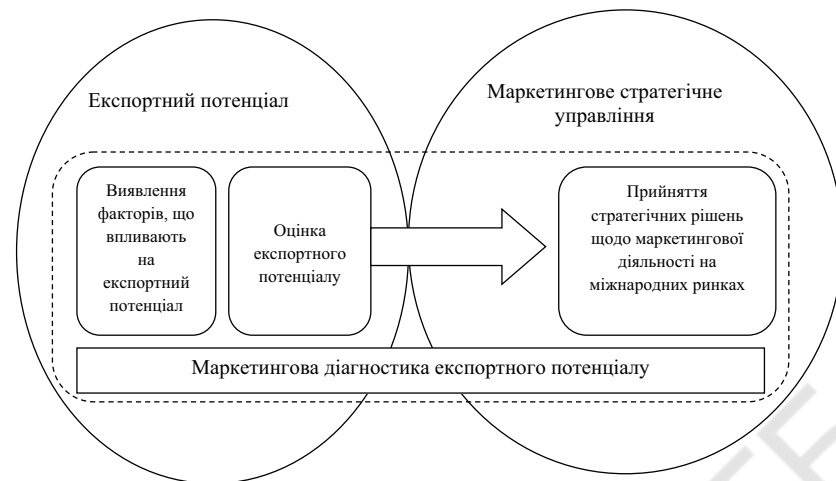 Експортний потенціал
Маркетингове стратегічне
управління
Виявлення
факторів, що
впливають
на
експортний
потенціал
Оцінка
експортного
потенціалу
Прийняття
стратегічних рішень
щодо маркетингової
діяльності на
міжнародних ринках
Маркетингова діагностика експортного потенціалу